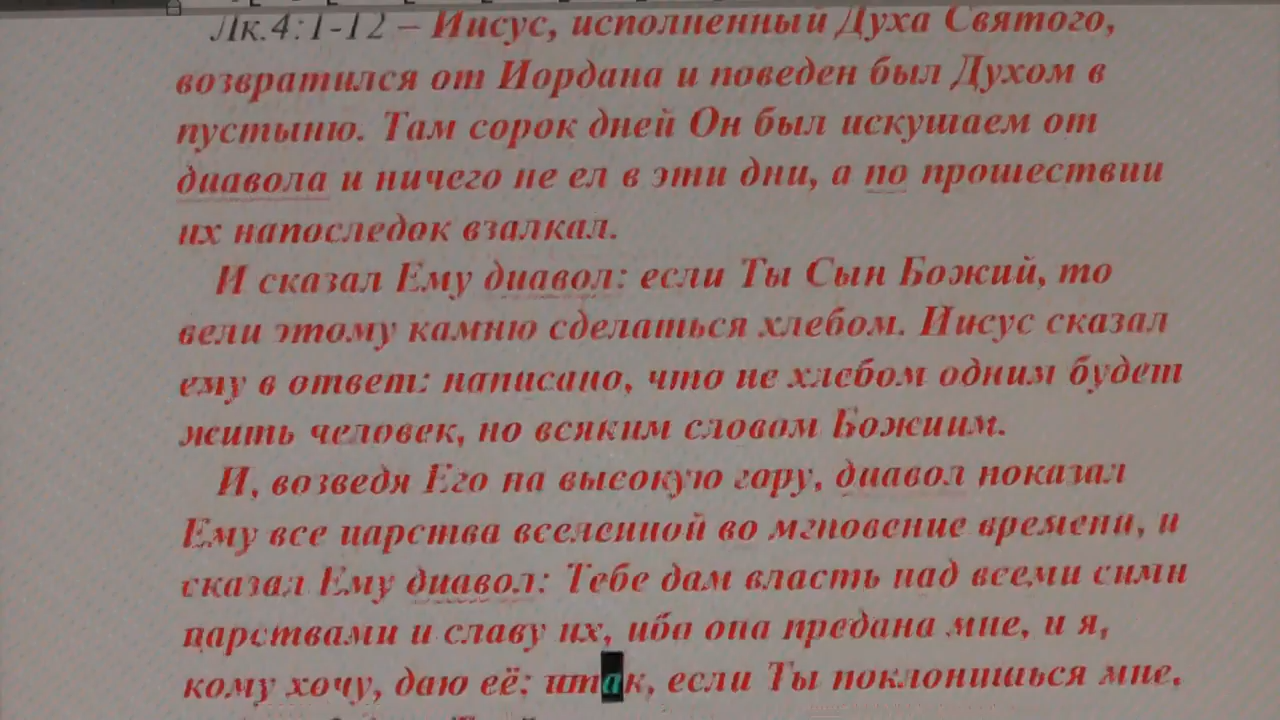 Лк.4:1-12 – Иисус, исполненный Духа Святого,
возвратился от Иордана и поведен был Духом в
пустыню. Там сорок дней Он был искушаем от
диавола и ничего не ел в эти дни, а по прошествии
их напоследок взалкал.
И сказал Ему диавол: если Ты Сын Божий, то
вели этому камню сделаться хлебом. Иисус сказал
ему в ответ: написано, что не хлебом одним будет
жить человек, но всяким словом Божиим.
И, возведя Его на высокую гору, диавол показал
Ему все царства вселенной во мгновение времени, и
сказал Ему диавол: Тебе дам власть над всеми сими
царствами и славу их, ибо она предана мне, и я,
кому хочу, даю её; итак, если Ты поклонишься мне,